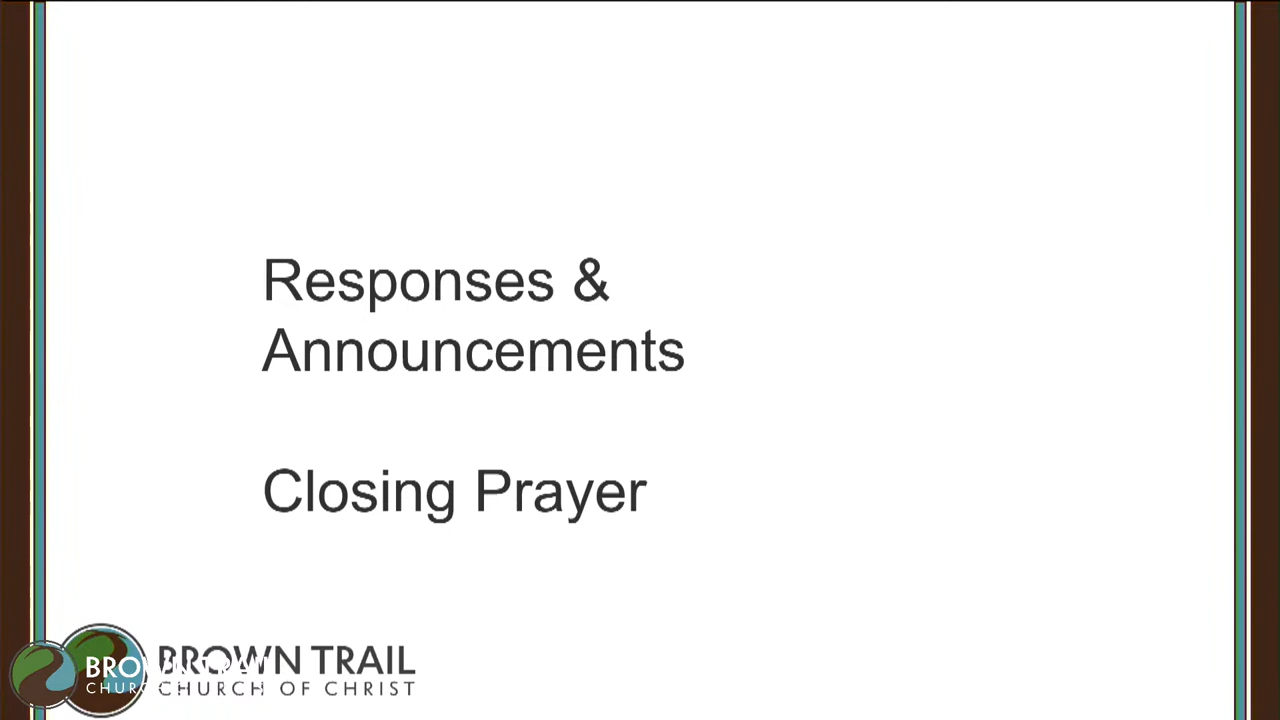 Responses &
Announcements
Closing Prayer
BROWN TRAIL
CHURCH OF CHRIST